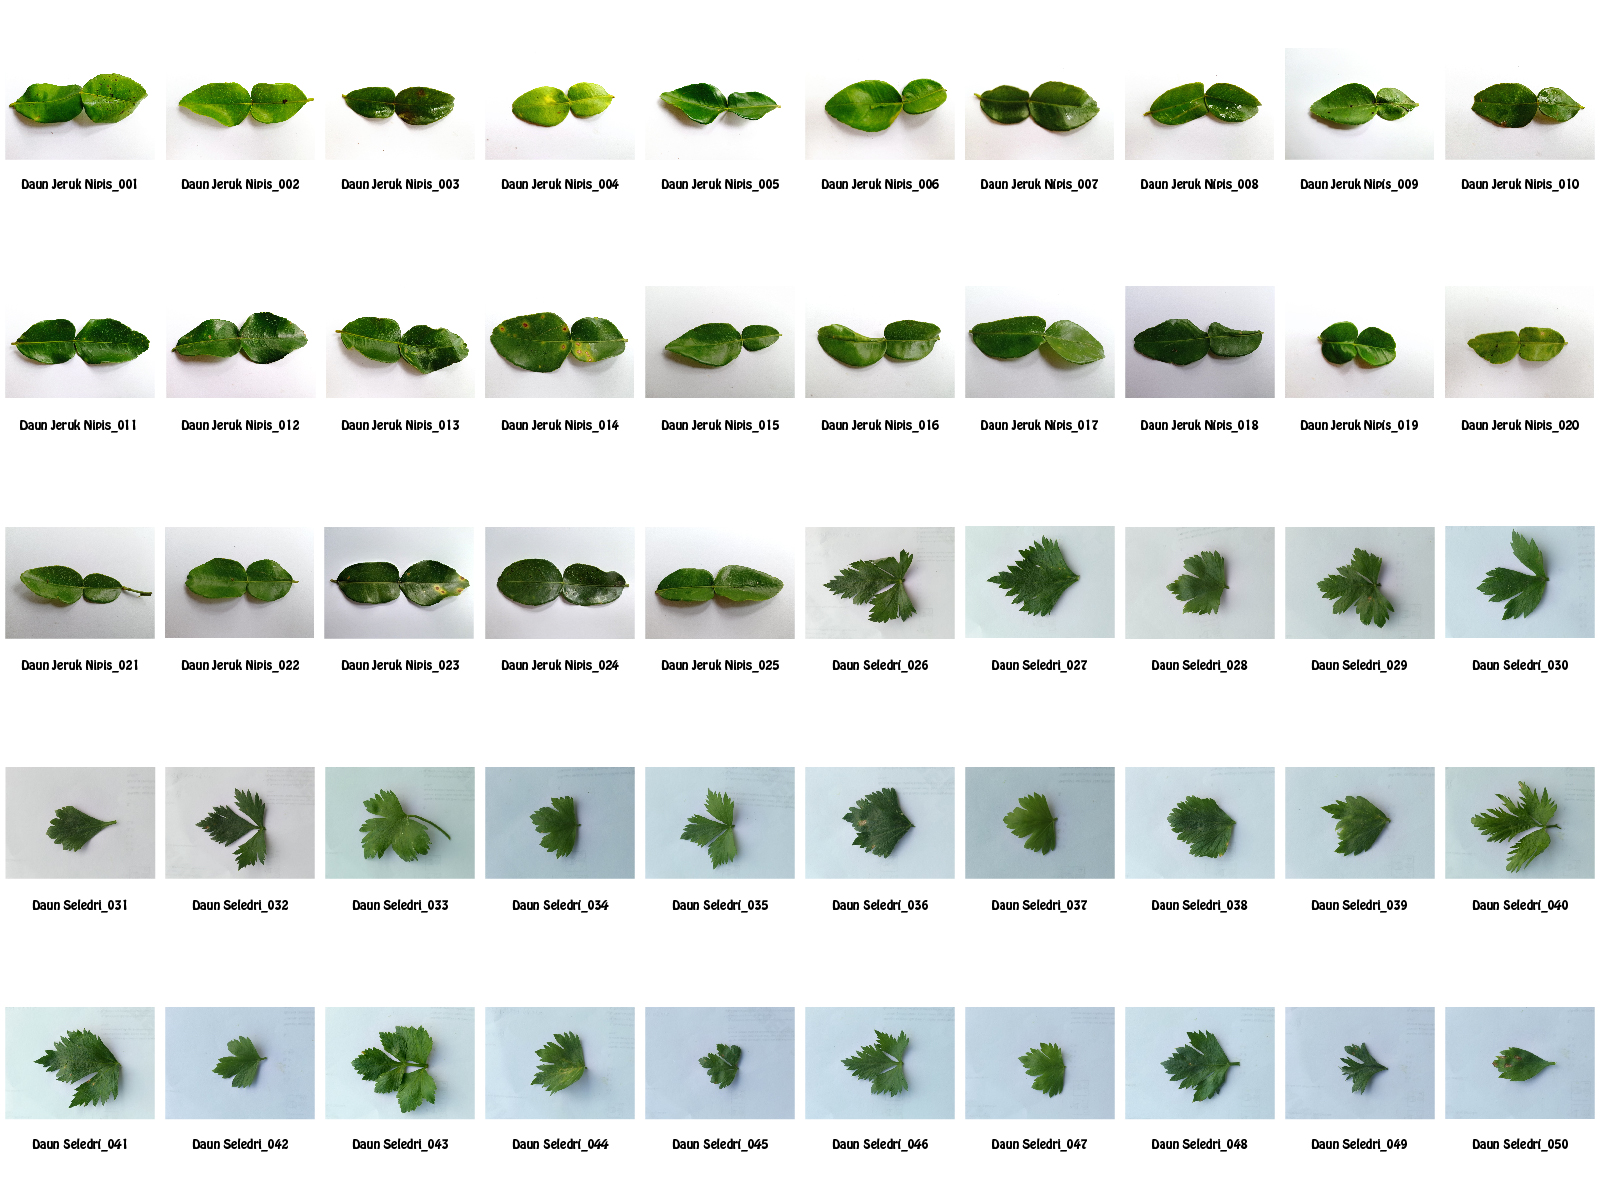 Daun Jeruk Nipis_001 Daun Jeruk Nipis_002 Daun Jeruk Nipis_003 Daun Jeruk Nipis_004 Daun Jeruk Nipis_005 Daun Jeruk Nipis_006 Daun Jeruk Nipis_007 Daun Jeruk Nipis_008 Daun Jeruk Nipis_009 Daun Jeruk Nipis_010
Daun Jeruk Nipis_011 Daun Jeruk Nipis_012 Daun Jeruk Nipis_013 Daun Jeruk Nipis_014 Daun Jeruk Nipis_015 Daun Jeruk Nipis_016 Daun Jeruk Nipis_017 Daun Jeruk Nipis_018 Daun Jeruk Nipis_019 Daun Jeruk Nipis_020
Daun Jeruk Nipis_021 Daun Jeruk Nipis_022 Daun Jeruk Nipis_023 Daun Jeruk Nipis_024 Daun Jeruk Nipis_025 Daun Seledri_026 Daun Seledri_027 Daun Seledri_028 Daun Seledri_029 Daun Seledri_030
Daun Seledri_031 Daun Seledri_032 Daun Seledri_033 Daun Seledri_034 Daun Seledri_035 Daun Seledri_036 Daun Seledri_037 Daun Seledri_038 Daun Seledri_039 Daun Seledri_040
Daun Seledri_041 Daun Seledri_042 Daun Seledri_043 Daun Seledri_044 Daun Seledri_045 Daun Seledri_046 Daun Seledri_047 Daun Seledri_048 Daun Seledri_049 Daun Seledri_050